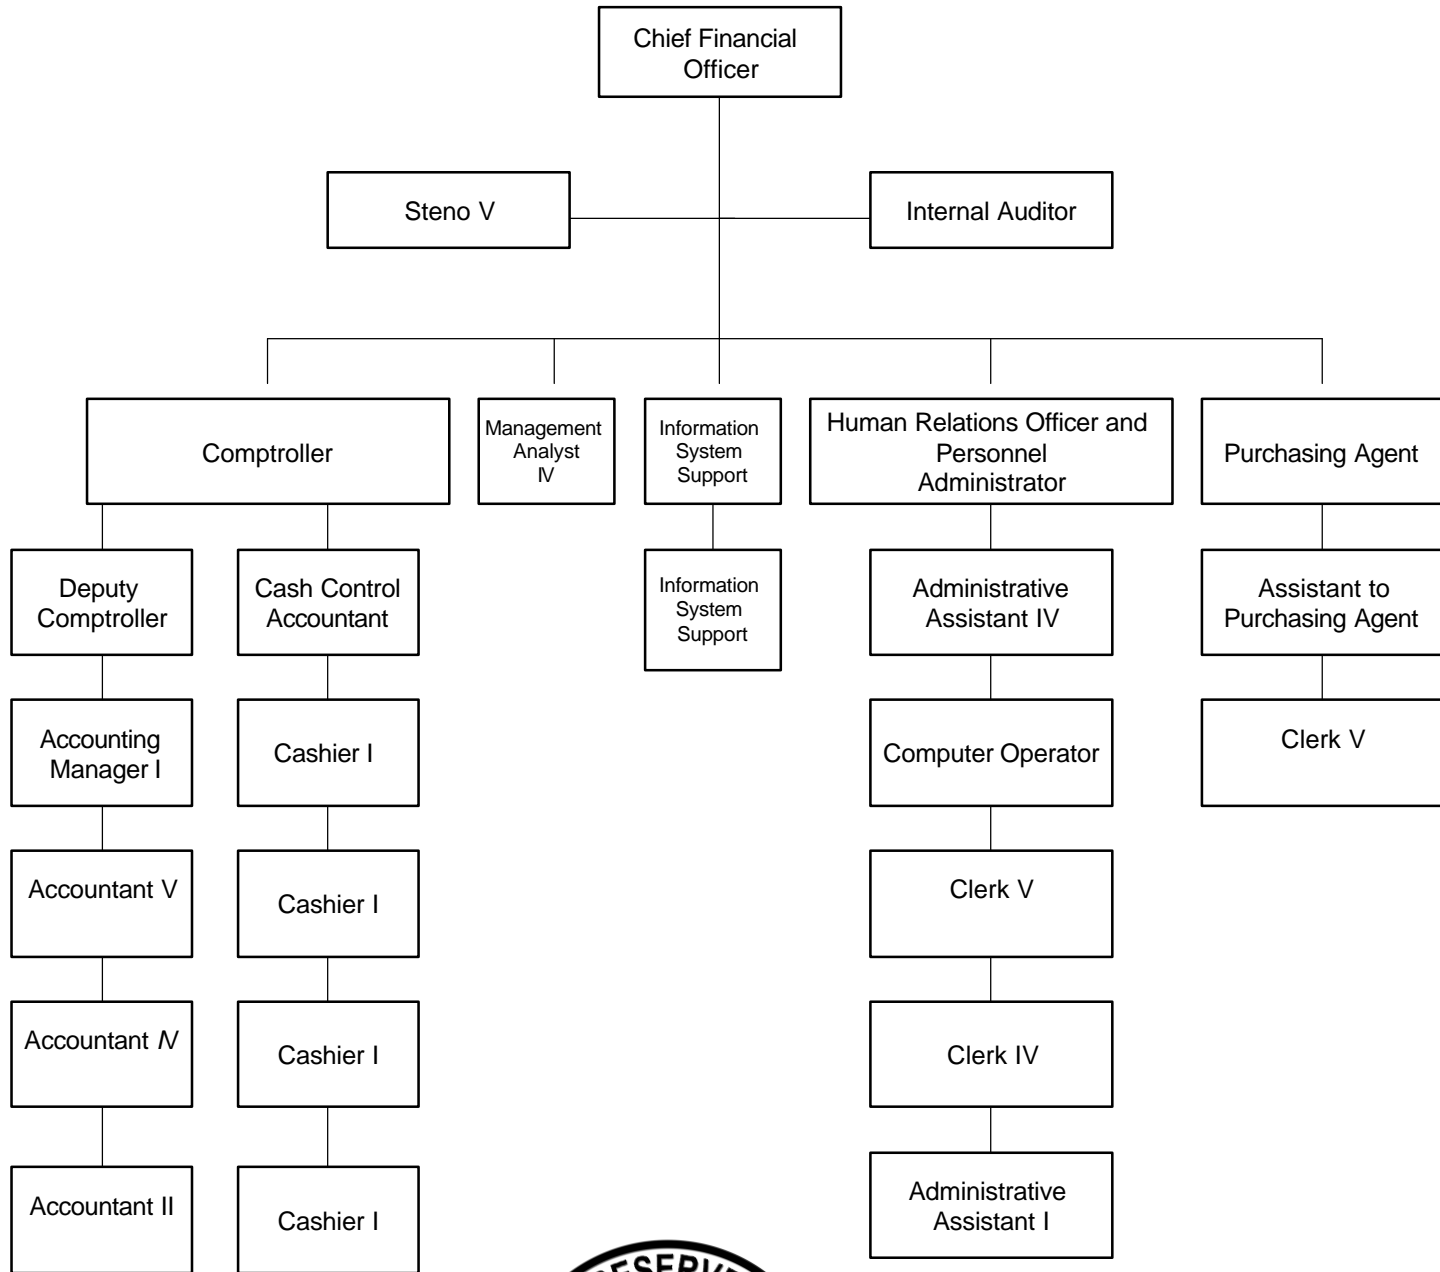 Chief Financial
Officer
Steno V
Internal Auditor
Comptroller
Management
Analyst
IV
Information
System
Support
Human Relations Officer and
Personnel
Administrator
Purchasing Agent
Deputy
Comptroller
Cash Control
Accountant
Information
System
Support
Administrative
Assistant IV
Assistant to
Purchasing Agent
Accounting
Manager I
Cashier I
Computer Operator
Clerk V
Accountant V
Cashier I
Clerk V
Accountant IV
Cashier I
Clerk IV
Accountant II
Cashier I
Administrative
Assistant I